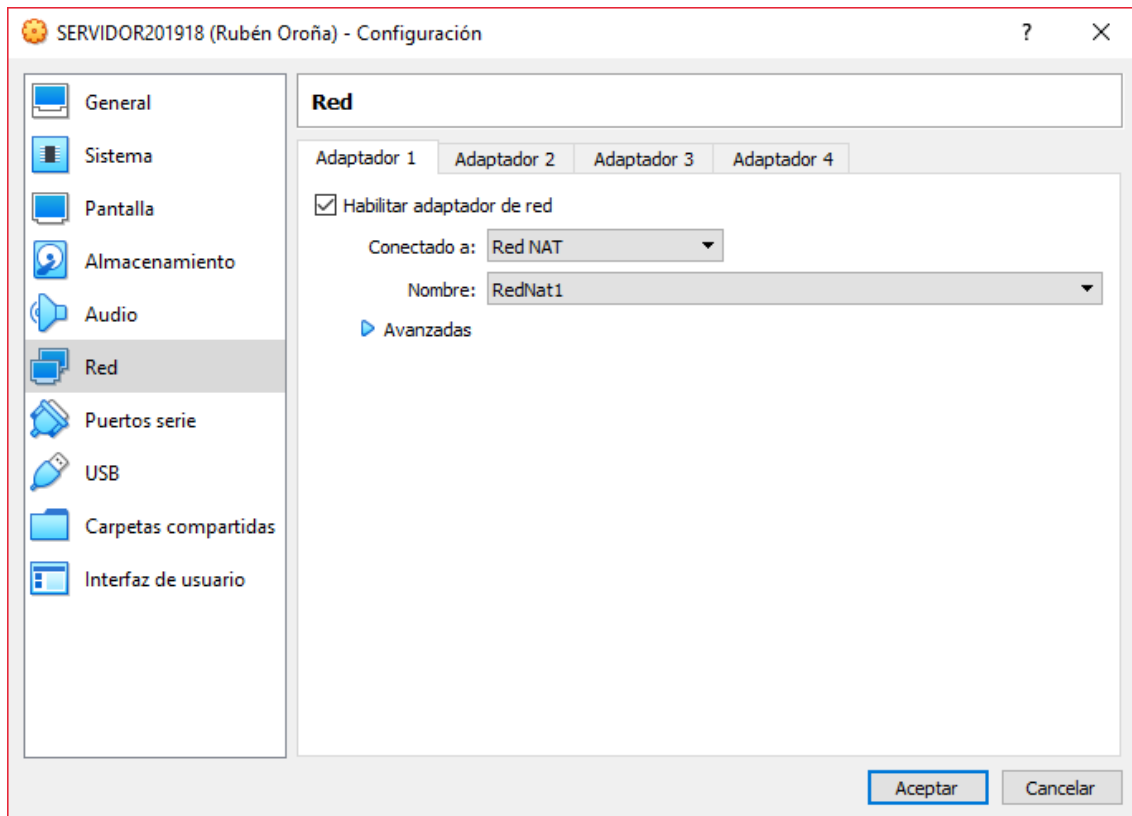 SERVIDOR201918 (Rubén Oroña) - Configuración
?
General
Sistema
Pantalla
Almacenamiento
Audio
Red
Puertos serie
USB
Carpetas compartidas
Interfaz de usuario
Red
Adaptador 1 Adaptador 2 Adaptador 3 Adaptador 4
Habilitar adaptador de red
Conectado a: Red NAT
Nombre: RedNat1
Avanzadas
Aceptar Cancelar